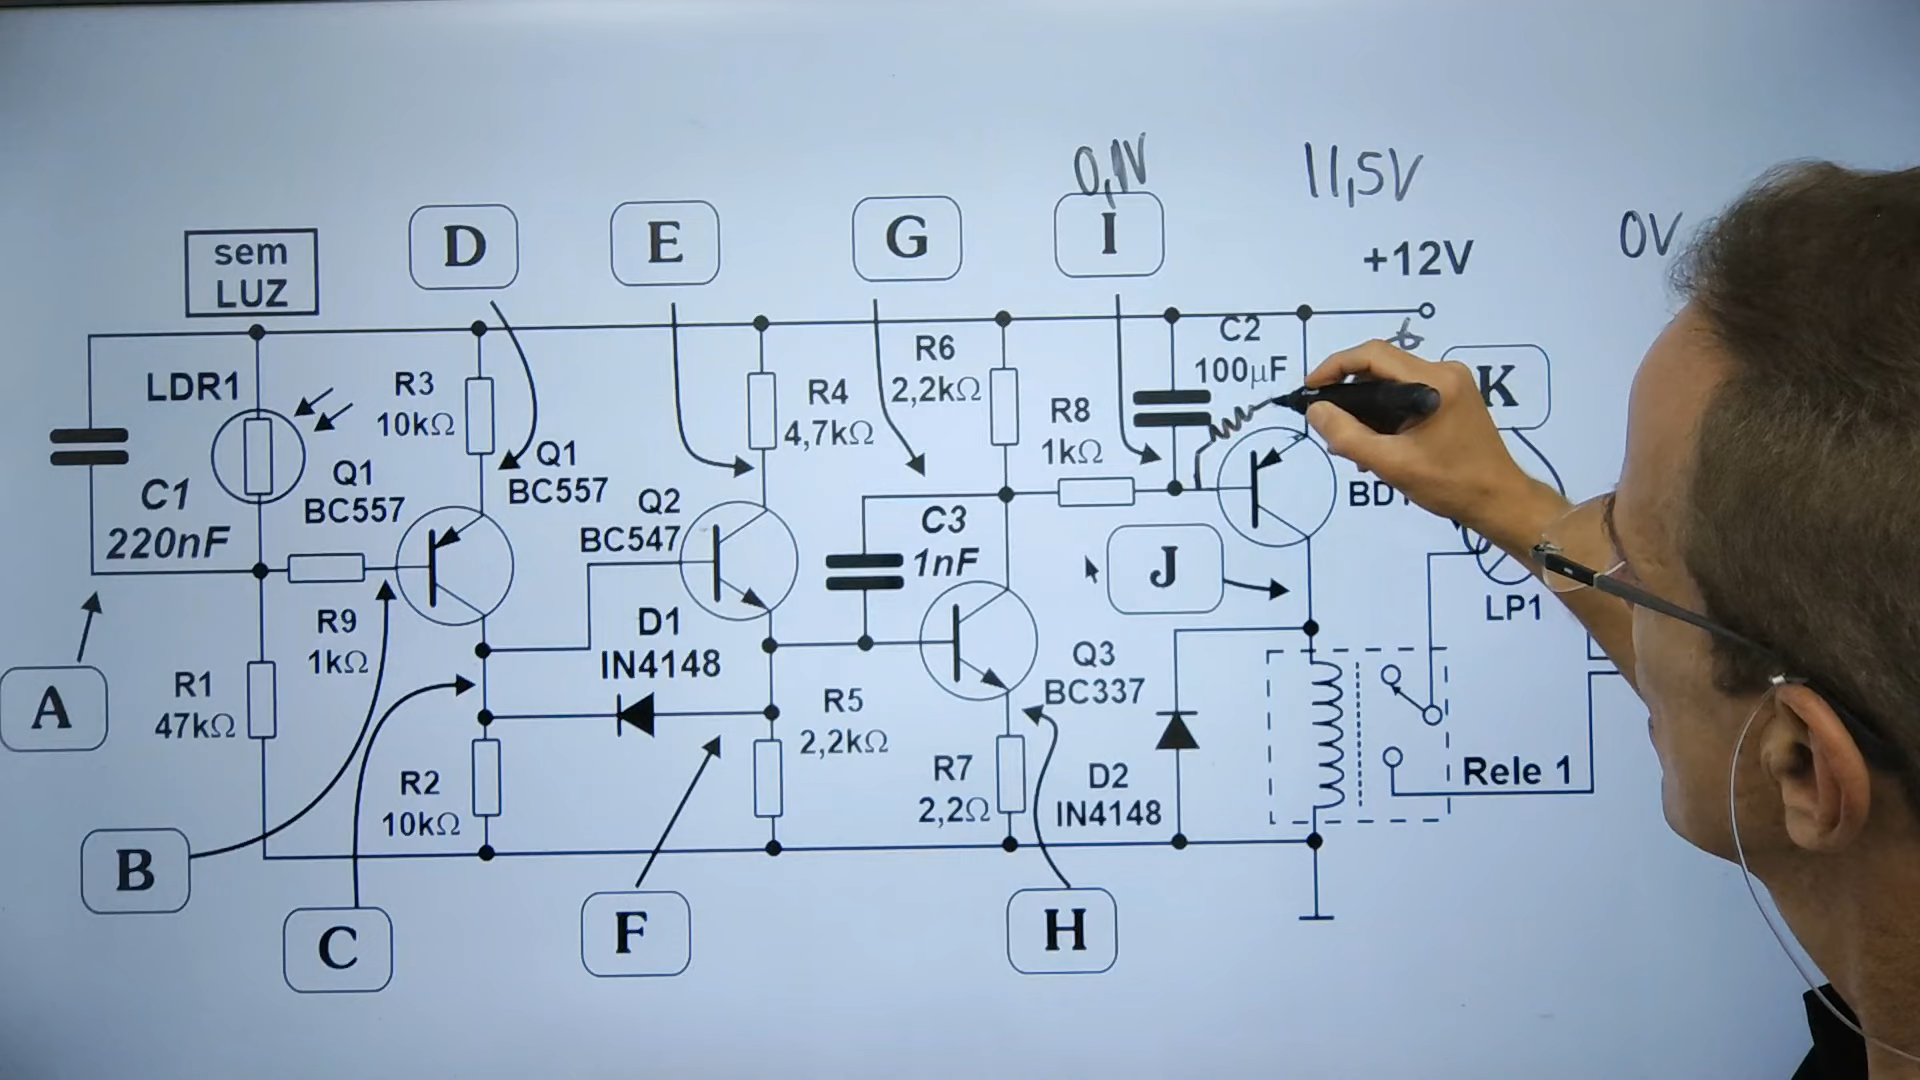 0,1V
11,5V
0V
+12V
sem
LUZ
D
E
G
I
K
LDR1
R3
10kΩ
Q1
BC557
R4
4,7kΩ
R6
2,2kΩ
R8
1kΩ
C2
100μF
C1
220nF
Q1
BC557
Q2
BC547
C3
1nF
J
LP1
R9
1kΩ
D1
IN4148
Q3
BC337
A
R1
47kΩ
R2
10kΩ
R5
2,2kΩ
R7
2,2Ω
D2
IN4148
Rele 1
B
C
F
H